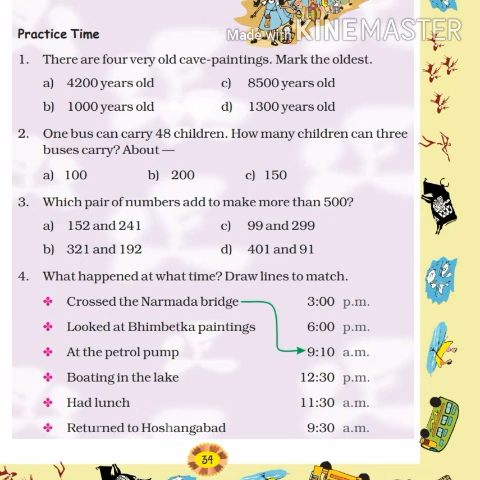 Made with KINEMASTER
Practice Time
1. There are four very old cave-paintings. Mark the oldest.
a) 4200 years old c) 8500 years old
b) 1000 years old d) 1300 years old
2. One bus can carry 48 children. How many children can three
buses carry? About —
a) 100 b) 200 c) 150
3. Which pair of numbers add to make more than 500?
a) 152 and 241 c) 99 and 299
b) 321 and 192 d) 401 and 91
4. What happened at what time? Draw lines to match.
Crossed the Narmada bridge 3:00 p.m.
Looked at Bhimbetka paintings 6:00 p.m.
At the petrol pump 9:10 a.m.
Boating in the lake 12:30 p.m.
Had lunch 11:30 a.m.
Returned to Hoshangabad 9:30 a.m.
34